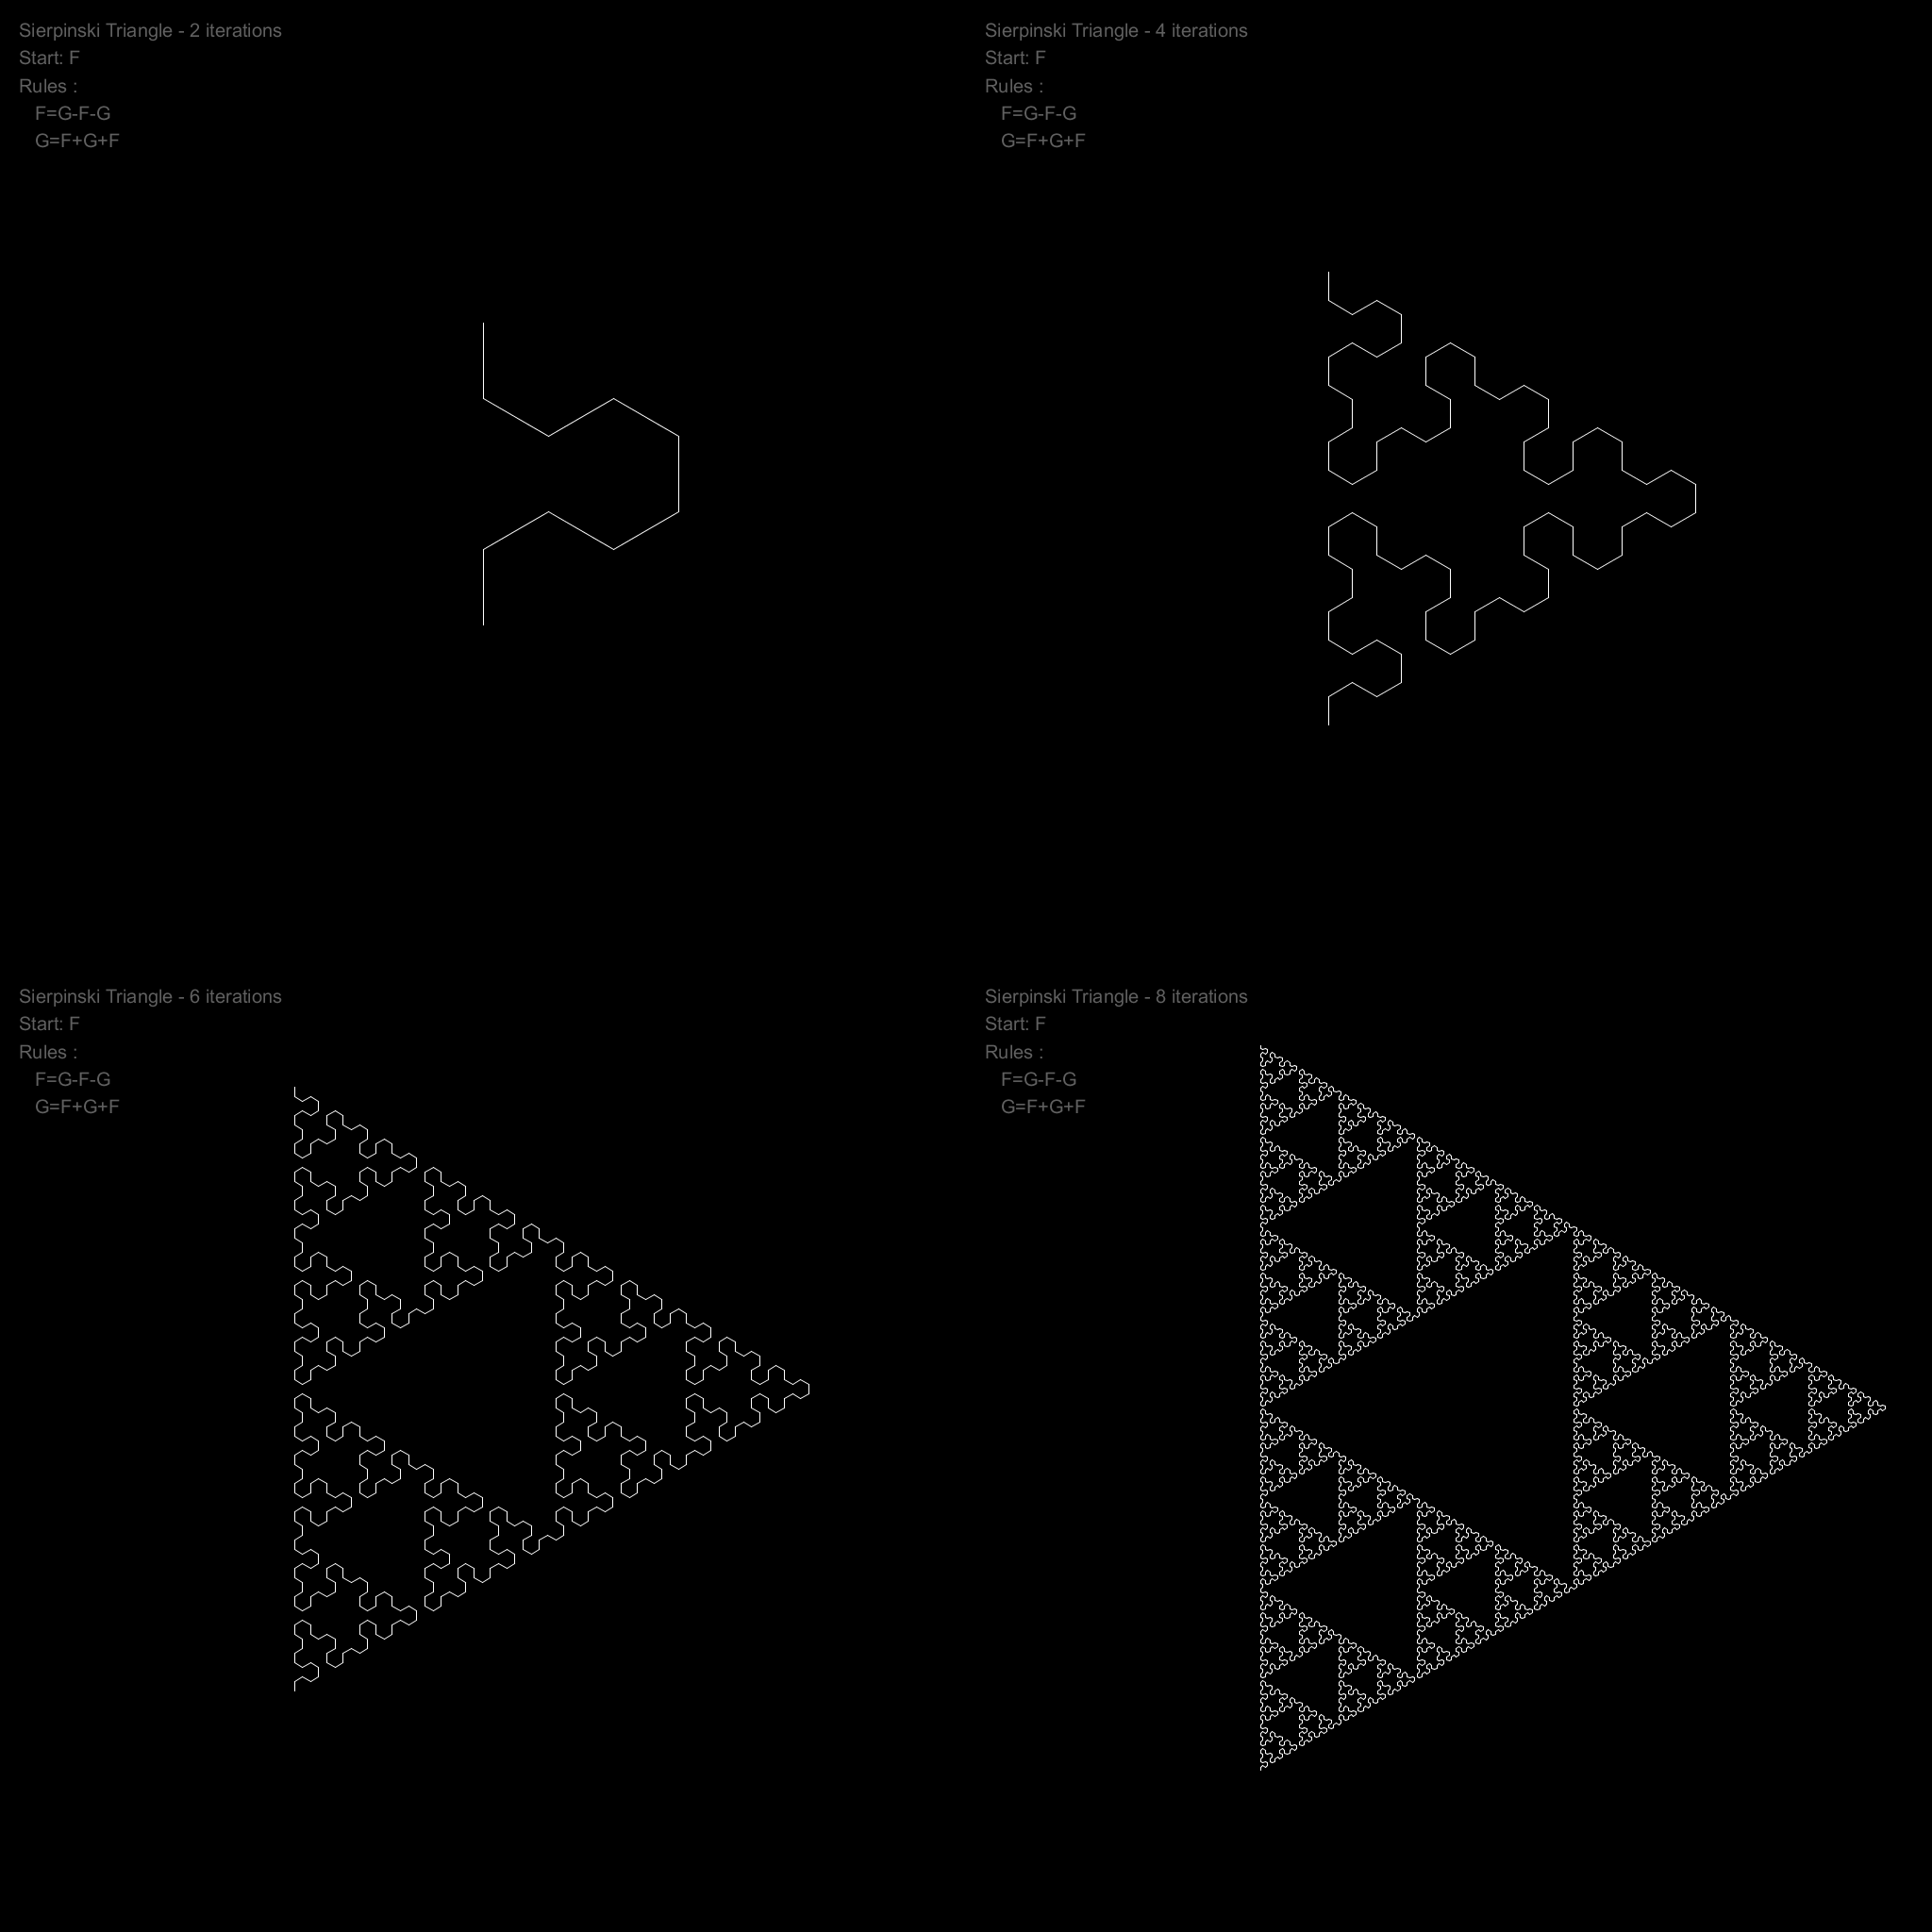 Sierpinski Triangle - 2 iterations
Start: F
Rules :
F=G-F-G
G=F+G+F
Sierpinski Triangle - 4 iterations
Start: F
Rules :
F=G-F-G
G=F+G+F
Sierpinski Triangle - 6 iterations
Start: F
Rules :
F=G-F-G
G=F+G+F
Sierpinski Triangle - 8 iterations
Start: F
Rules :
F=G-F-G
G=F+G+F